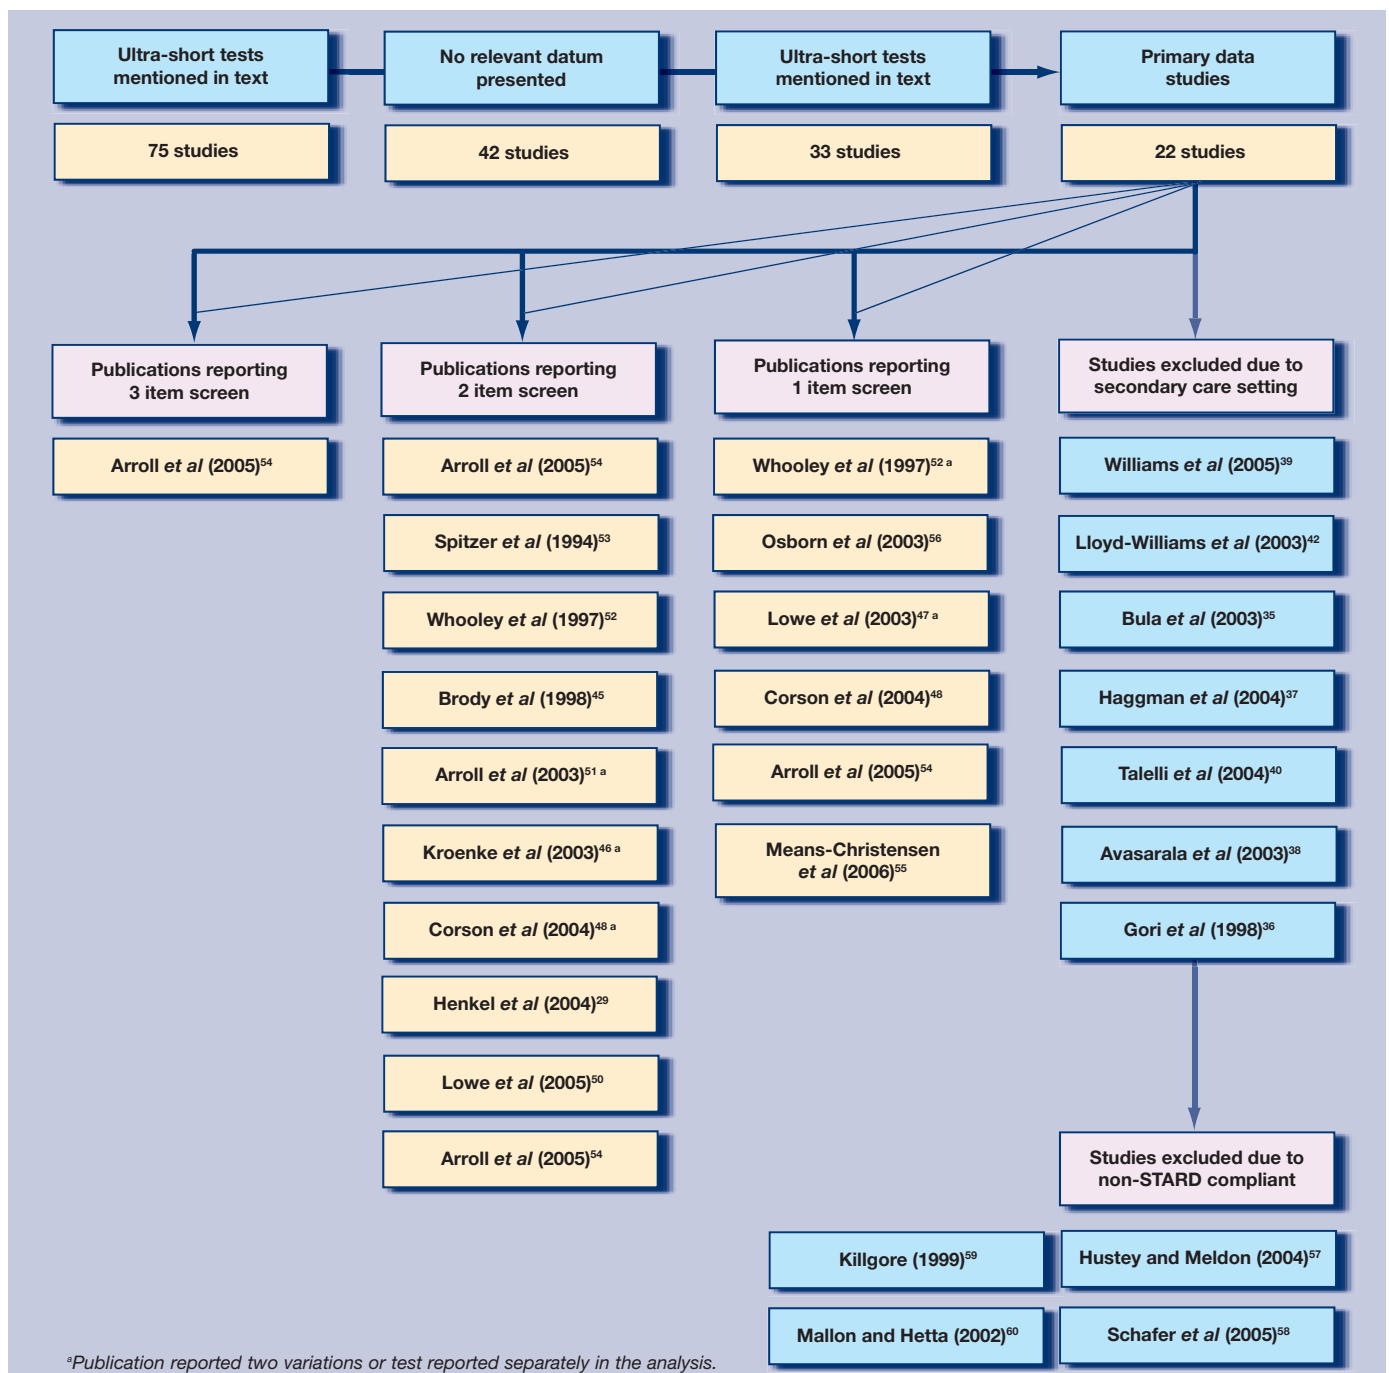 Ultra-short tests
mentioned in text
No relevant datum
presented
Ultra-short tests
mentioned in text
Primary data
studies
75 studies
42 studies
33 studies
22 studies
Publications reporting
3 item screen
Arroll et al (2005)54
Publications reporting
2 item screen
Arroll et al (2005)54
Spitzer et al (1994)53
Whooley et al (1997)52
Brody et al (1998)45
Arroll et al (2003)51 a
Kroenke et al (2003)46 a
Corson et al (2004)48 a
Henkel et al (2004)29
Lowe et al (2005)50
Arroll et al (2005)54
Publications reporting
1 item screen
Whooley et al (1997)52 a
Osborn et al (2003)56
Lowe et al (2003)47 a
Corson et al (2004)48
Arroll et al (2005)54
Means-Christensen
et al (2006)55
Studies excluded due to
secondary care setting
Williams et al (2005)39
Lloyd-Williams et al (2003)42
Bula et al (2003)35
Haggman et al (2004)37
Talelli et al (2004)40
Avasarala et al (2003)38
Gori et al (1998)36
Studies excluded due to
non-STARD compliant
Killgore (1999)59
Hustey and Meldon (2004)57
Mallon and Hetta (2002)60
Schafer et al (2005)58
aPublication reported two variations or test reported separately in the analysis.